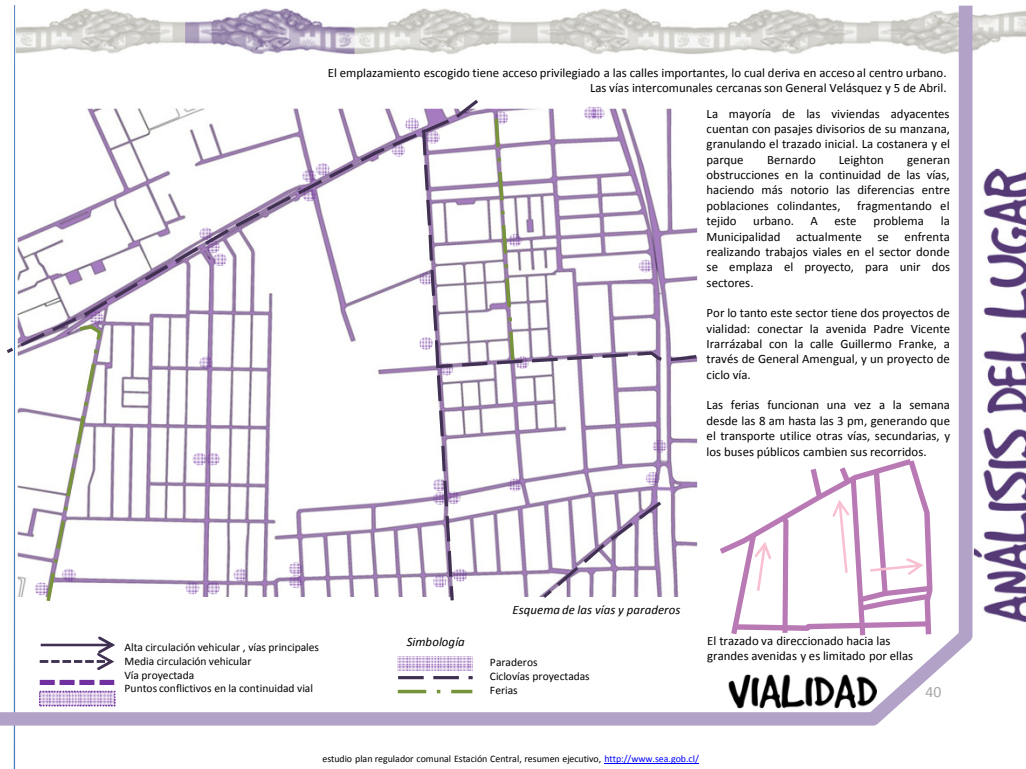 El emplazamiento escogido tiene acceso privilegiado a las calles importantes, lo cual deriva en acceso al centro urbano.
Las vías intercomunales cercanas son General Velásquez y 5 de Abril.
La mayoría de las viviendas adyacentes
cuentan con pasajes divisorios de su manzana,
granulando el trazado inicial. La costanera y el
parque Bernardo Leighton generan
obstrucciones en la continuidad de las vías,
haciendo más notorio las diferencias entre
poblaciones colindantes, fragmentando el
tejido urbano. A este problema la
Municipalidad actualmente se enfrenta
realizando trabajos viales en el sector donde
se emplaza el proyecto, para unir dos
sectores.
Por lo tanto este sector tiene dos proyectos de
vialidad: conectar la avenida Padre Vicente
Irarrázabal con la calle Guillermo Franke, a
través de General Amengual, y un proyecto de
ciclo vía.
Las ferias funcionan una vez a la semana
desde las 8 am hasta las 3 pm, generando que
el transporte utilice otras vías, secundarias, y
los buses públicos cambien sus recorridos.
ANÁLISIS DEL LUGAR
Esquema de las vías y paraderos
El trazado va direccionado hacia las
grandes avenidas y es limitado por ellas
Alta circulación vehicular , vías principales
Media circulación vehicular
Vía proyectada
Puntos conflictivos en la continuidad vial
Simbología
Paraderos
Ciclovías proyectadas
Ferias
VIALIDAD
40
estudio plan regulador comunal Estación Central, resumen ejecutivo, http://www.sea.gob.cl/